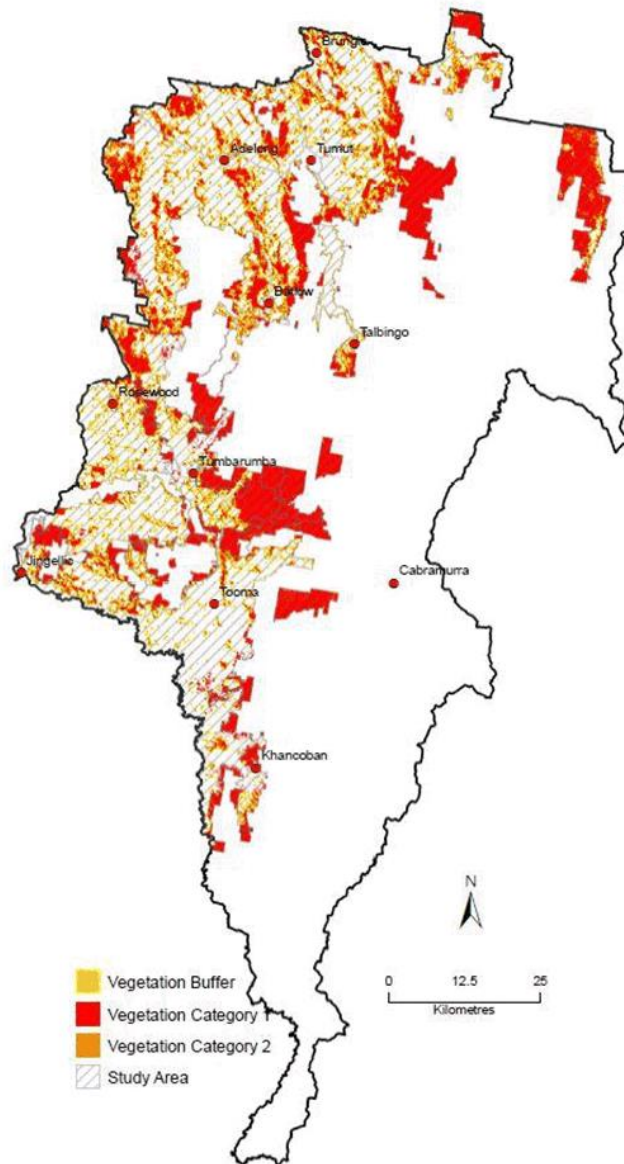 Brungle
Adelong
Tumut
Batlow
Talbingo
Rosewood
Tumbarumba
Jingellic
Cabramurra
Tooma
Khancoban
N
Vegetation Buffer
Vegetation Category 1
Vegetation Category 2
Study Area
0 12.5 25
Kilometres